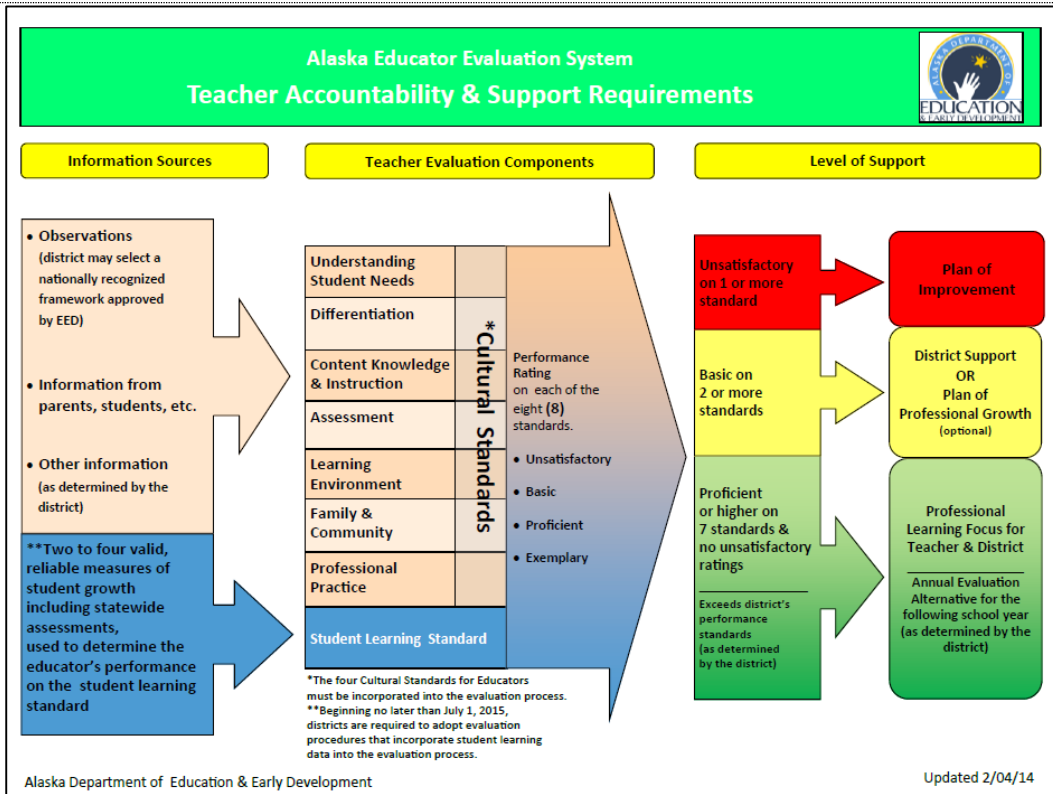 Alaska Educator Evaluation System
Teacher Accountability & Support Requirements
ALASKA DEPARTMENT OF
EDUCATION
& EARLY DEVELOPMENT
Information Sources
Teacher Evaluation Components
Level of Support
• Observations
(district may select a
nationally recognized
framework approved
by EED)
• Information from
parents, students, etc.
• Other information
(as determined by the
district)
**Two to four valid,
reliable measures of
student growth
including statewide
assessments,
used to determine the
educator's performance
on the student learning
standard
Understanding
Student Needs
Differentiation
Content Knowledge
& Instruction
Assessment
Learning
Environment
Family &
Community
Professional
Practice
Student Learning Standard
*Cultural Standards
Performance
Rating
on each of the
eight (8)
standards.
• Unsatisfactory
• Basic
• Proficient
• Exemplary
*The four Cultural Standards for Educators
must be incorporated into the evaluation process.
**Beginning no later than July 1, 2015,
districts are required to adopt evaluation
procedures that incorporate student learning
data into the evaluation process.
Unsatisfactory
on 1 or more
standard
Plan of
Improvement
Basic on
2 or more
standards
District Support
OR
Plan of
Professional Growth
(optional)
Proficient
or higher on
7 standards &
no unsatisfactory
ratings
Exceeds district's
performance
standards
(as determined
by the district)
Professional
Learning Focus for
Teacher & District
Annual Evaluation
Alternative for the
following school year
(as determined by the
district)
Alaska Department of Education & Early Development
Updated 2/04/14